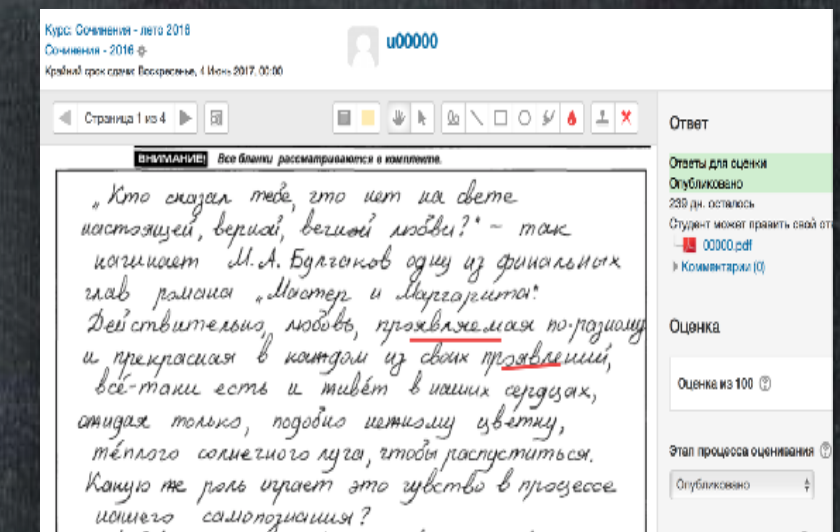 Курс: Сочинения - лето 2016
Сочинения - 2016
Крайний срок сдачи: Воскресенье, 4 Июнь 2017, 00:00
u00000
Страница 1 из 4
ВНИМАНИЕ! Все бланки рассматриваются в комплекте.
„Кто сказал тебе, что нет на свете
настоящей, верной, вечной любви?“ – так
начинает М.А. Булгаков одну из финальных
глав романа „Мастер и Маргарита“.
Действительно, любовь, проявляемая по-разному
и прекрасная в каждом из своих проявлений,
всё-таки есть и живёт в наших сердцах,
ожидая только, подобно нежному цветку,
тёплого солнечного луча, чтобы распуститься.
Какую же роль играет это чувство в процессе
нашего самопознания?
Ответ
Ответы для оценки
Опубликовано
239 дн. осталось
Студент может править свой от
00000.pdf
Комментарии (0)
Оценка
Оценка из 100
Этап процесса оценивания
Опубликовано